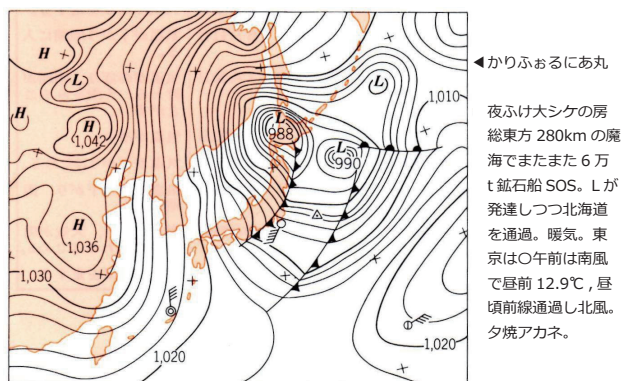 H
L
H
H
1,042
H
1,036
1,030
1,020
L
988
L
990
L
1,010
1,020
◀かりふぉるにあ丸
夜ふけ大シケの房
総東方 280km の魔
海でまたまた 6 万
t 鉱石船 SOS。L が
発達しつつ北海道
を通過。暖気。東
京は〇午前は南風
で昼前 12.9℃ , 昼
頃前線通過し北風。
夕焼アカネ。